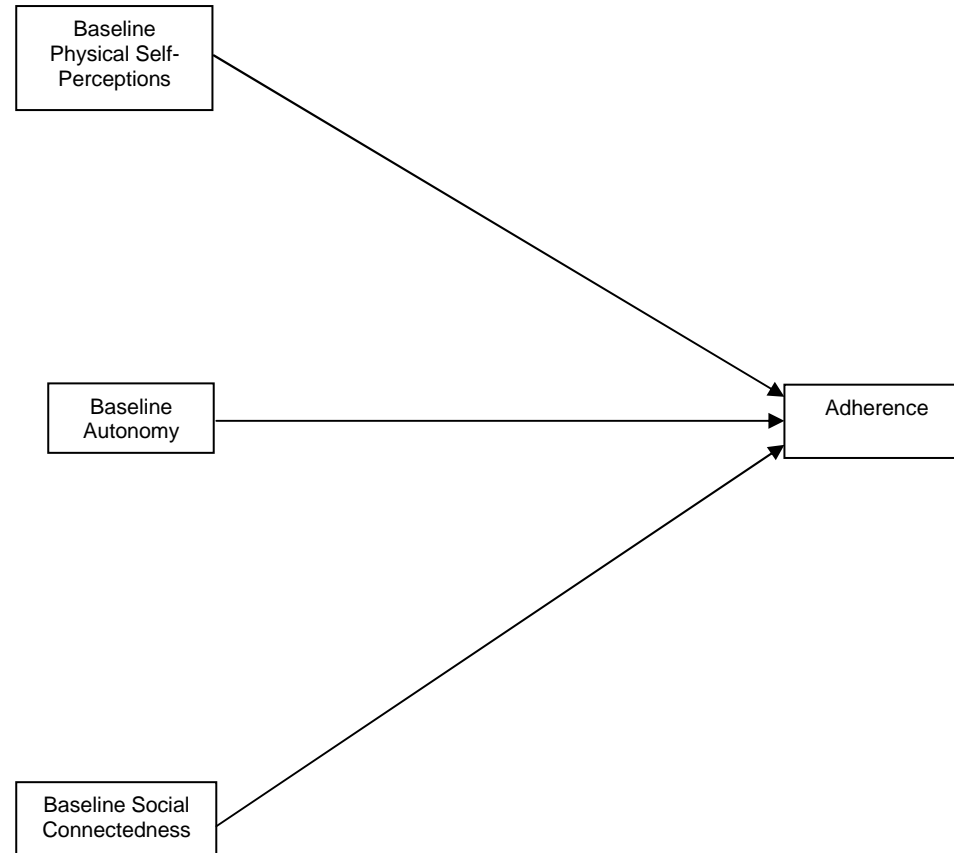 Baseline
Physical Self-
Perceptions
Baseline
Autonomy
Adherence
Baseline Social
Connectedness